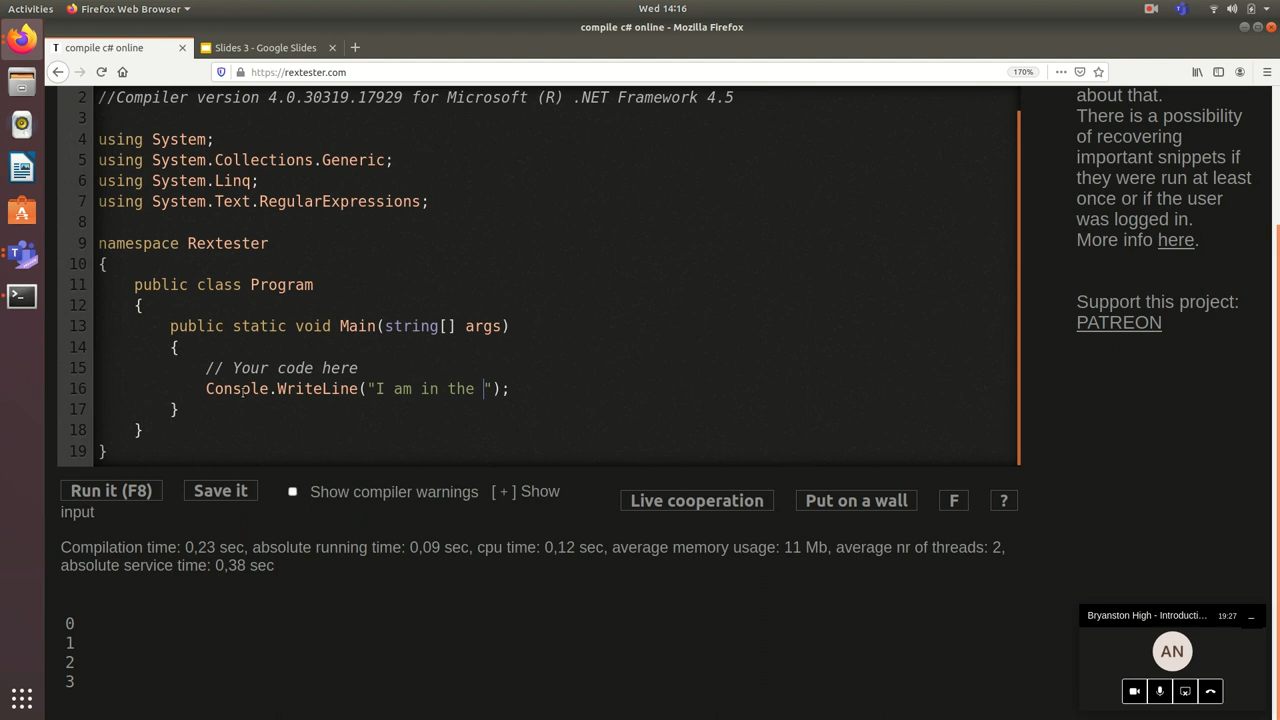 Activities Firefox Web Browser Wed 14:16
compile c# online - Mozilla Firefox
T compile c# online Slides 3 - Google Slides
https://rextester.com 170%
2 //Compiler version 4.0.30319.17929 for Microsoft (R) .NET Framework 4.5
3
4 using System;
5 using System.Collections.Generic;
6 using System.Linq;
7 using System.Text.RegularExpressions;
8
9 namespace Rextester
10 {
11 public class Program
12 {
13 public static void Main(string[] args)
14 {
15 // Your code here
16 Console.WriteLine("I am in the ");
17 }
18 }
19 }
about that.
There is a possibility
of recovering
important snippets if
they were run at least
once or if the user
was logged in.
More info here.
Support this project:
PATREON
Run it (F8) Save it Show compiler warnings [ + ] Show
input
Live cooperation Put on a wall F ?
Compilation time: 0,23 sec, absolute running time: 0,09 sec, cpu time: 0,12 sec, average memory usage: 11 Mb, average nr of threads: 2,
absolute service time: 0,38 sec
0
1
2
3
Bryanston High - Introducti... 19:27
AN